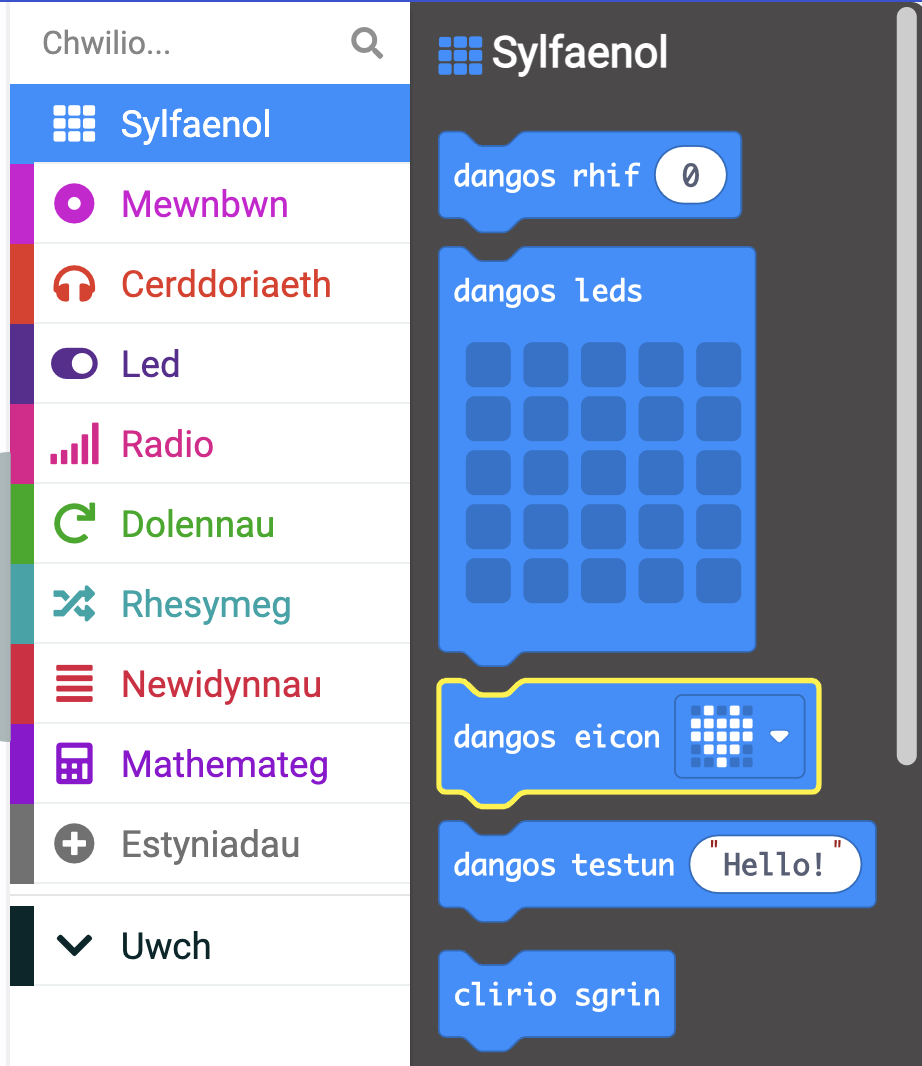 Chwilio...
Sylfaenol
Mewnbwn
Cerddoriaeth
Led
Radio
Dolennau
Rhesymeg
Newidynnau
Mathemateg
Estyniadau
Uwch
Sylfaenol
dangos rhif 0
dangos leds
dangos eicon
dangos testun "Hello!"
clirio sgrin